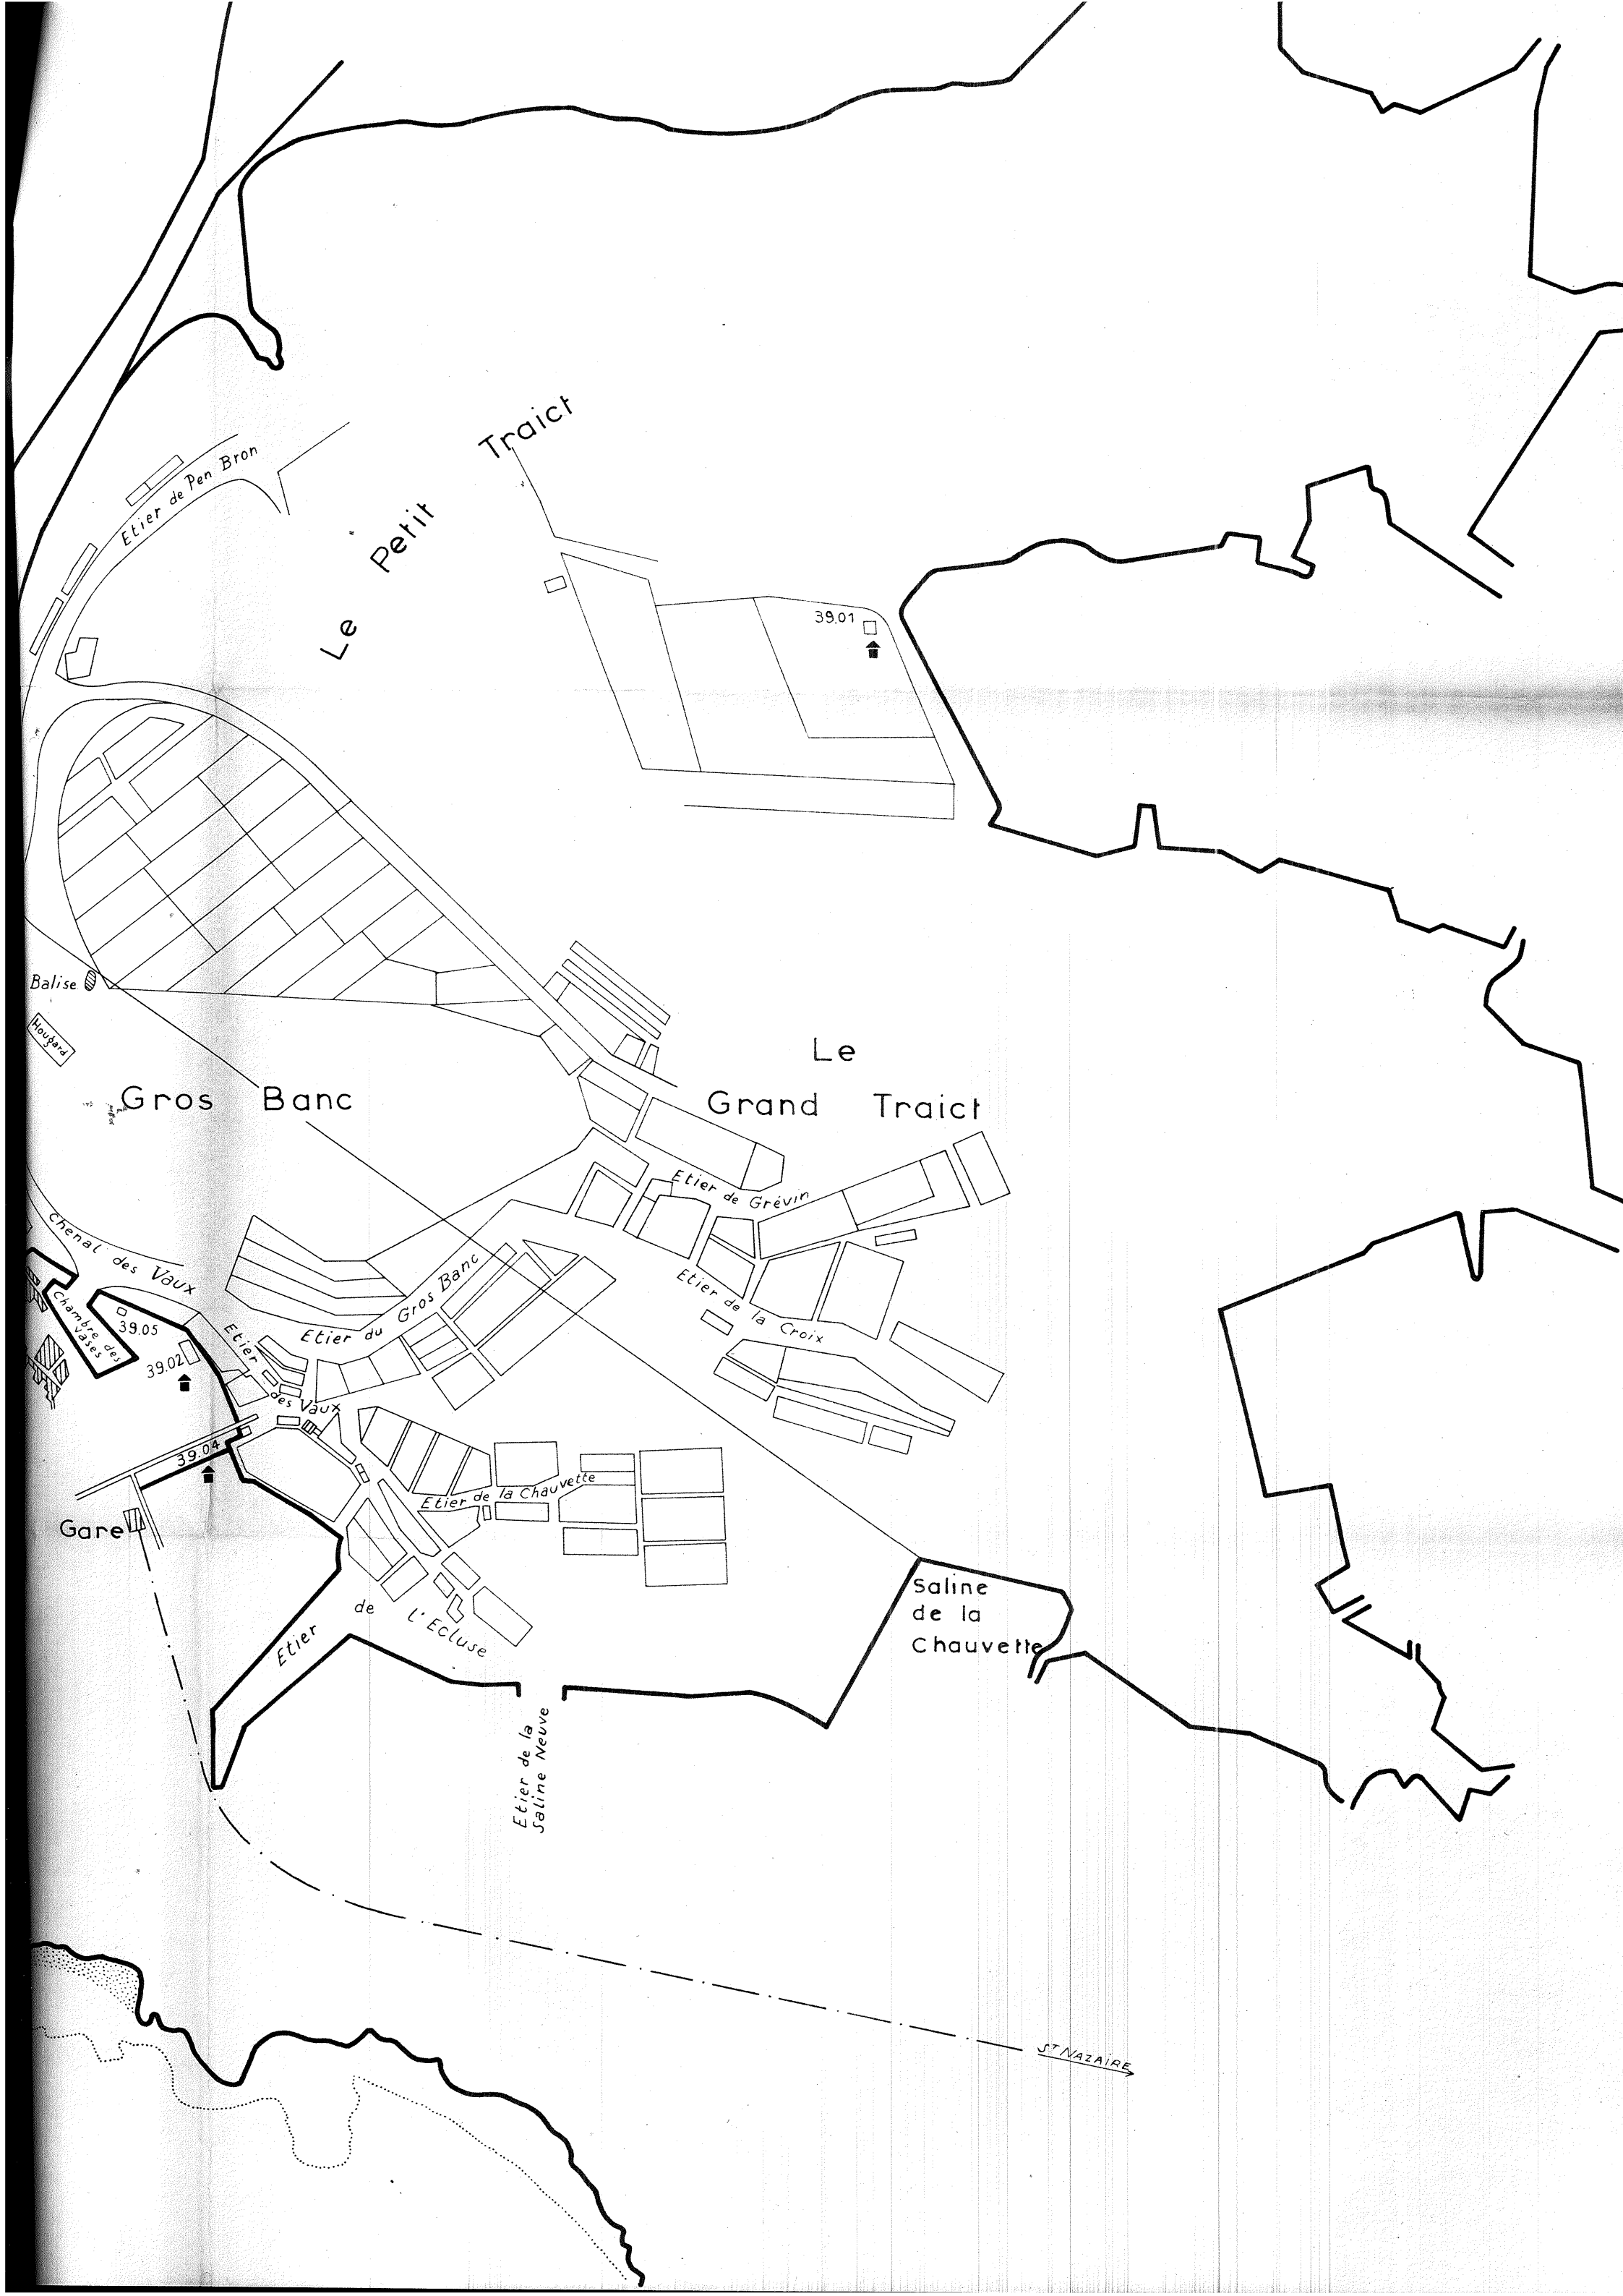 Traict
Petit
Le
Etier de Pen Bron
39.01
Balise
Hougard
Le
Grand Traict
Gros Banc
Etier de Grévin
Chenal des Vaux
Etier du Gros Banc
Etier de la Croix
Chambre des
Vases
39.05
39.02
Etier
des Vaux
39.04
Etier de la Chauvette
Gare
Saline
de la
Chauvette
Etier de l'Ecluse
Etier de la
Saline Neuve
ST NAZAIRE